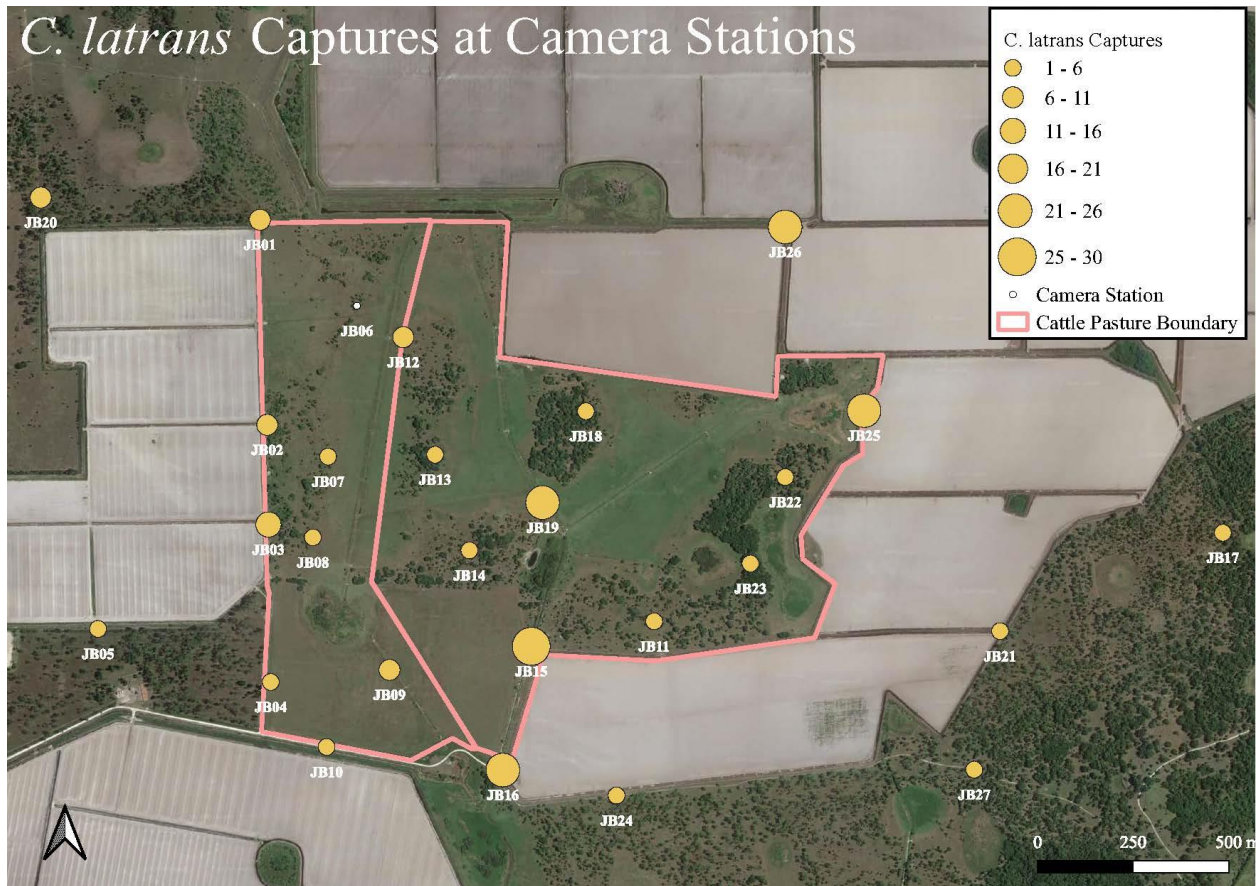 C. latrans Captures at Camera Stations
C. latrans Captures
1 - 6
6 - 11
11 - 16
16 - 21
21 - 26
25 - 30
Camera Station
Cattle Pasture Boundary
JB20
JB01
JB26
JB06
JB12
JB02
JB18
JB25
JB07
JB13
JB22
JB19
JB03
JB08
JB14
JB17
JB23
JB05
JB11
JB21
JB15
JB04
JB09
JB10
JB16
JB24
JB27
0 250 500 m